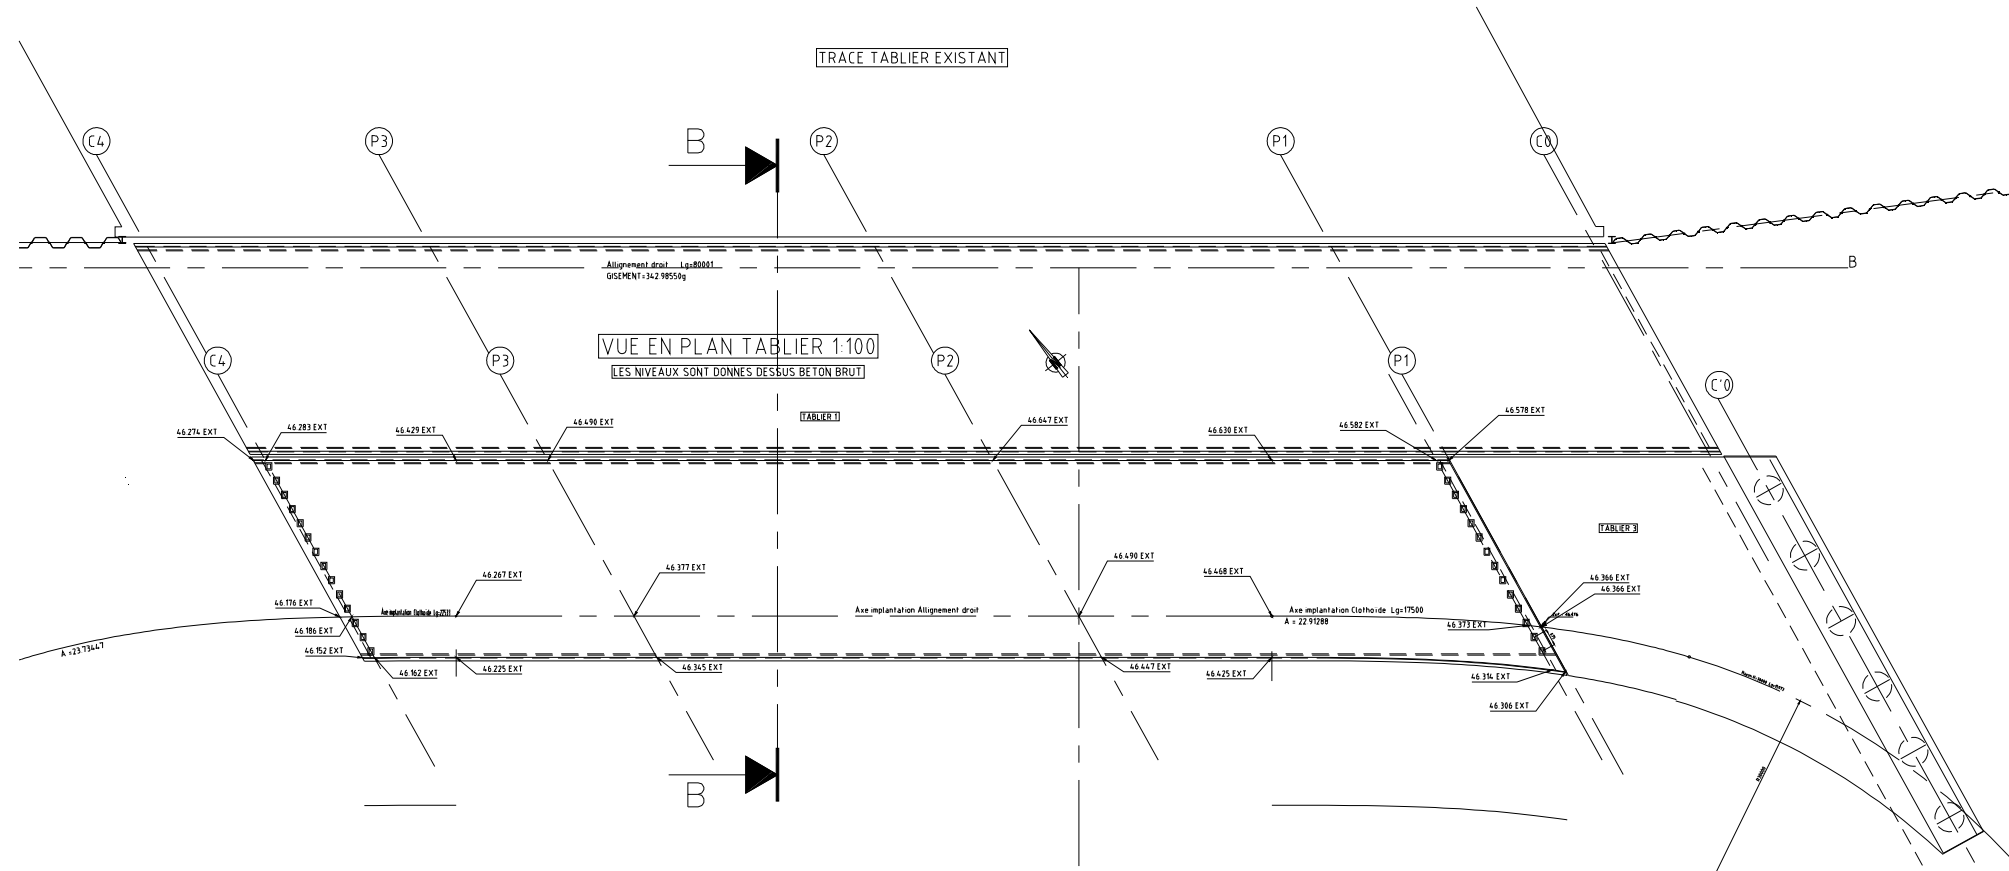 TRACE TABLIER EXISTANT
C4
P3
B
P2
P1
C0
Allignement droit Lg=80001
GISEMENT=342.98550g
B
VUE EN PLAN TABLIER 1:100
LES NIVEAUX SONT DONNES DESSUS BETON BRUT
C4
P3
P2
P1
C'0
TABLIER 1
46.274 EXT
46.283 EXT
46.429 EXT
46.490 EXT
46.647 EXT
46.630 EXT
46.582 EXT
46.578 EXT
TABLIER 3
46.267 EXT
46.377 EXT
46.490 EXT
46.468 EXT
46.366 EXT
46.366 EXT
46.176 EXT
Axe implantation Allignement droit
Axe implantation Clothoide Lg=17500
A = 22.91288
46.186 EXT
46.373 EXT
A =23.73447
46.152 EXT
46.162 EXT
46.225 EXT
46.345 EXT
46.447 EXT
46.425 EXT
46.314 EXT
46.306 EXT
B